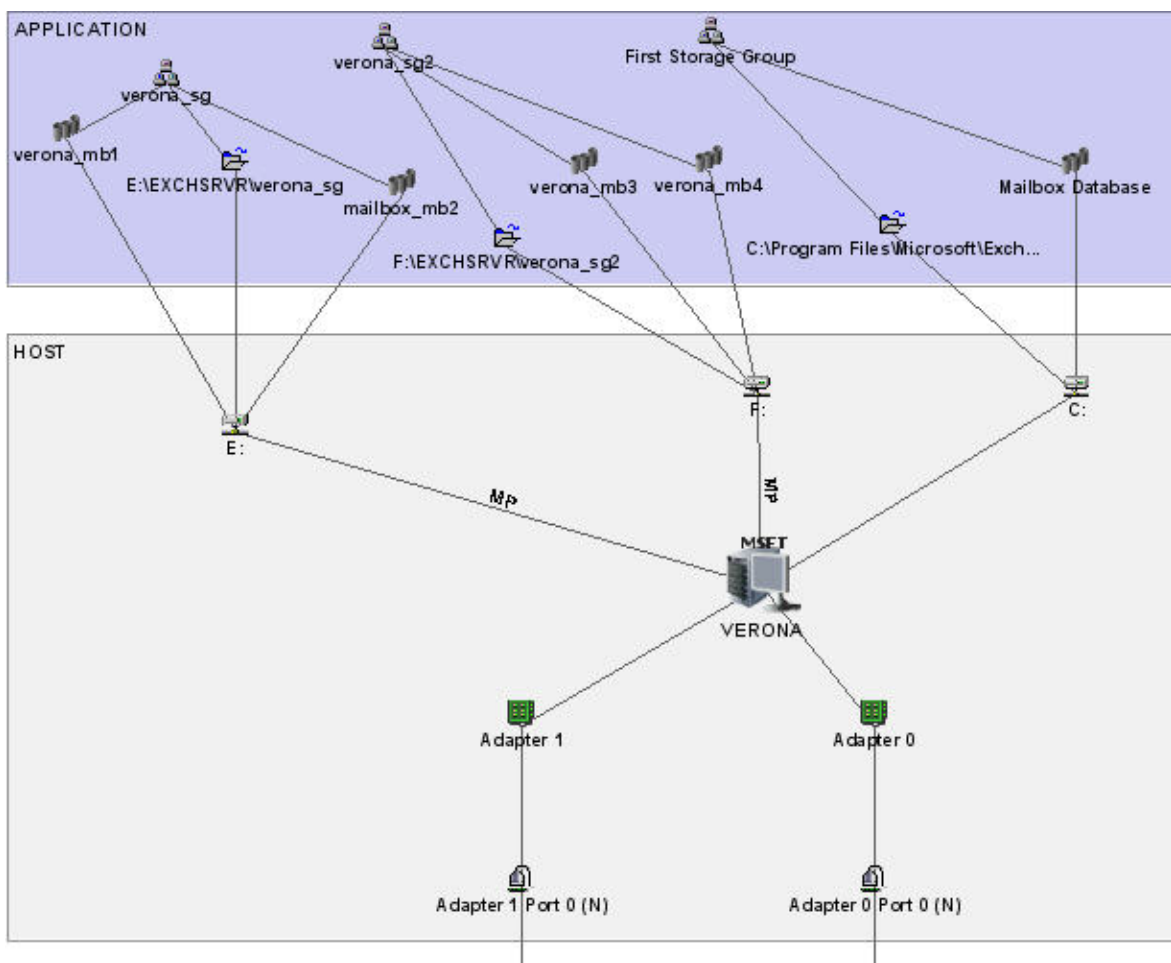 APPLICATION
verona_sg2
First Storage Group
verona_sg
verona_mb1
E:\EXCHSRVR\verona_sg
mailbox_mb2
verona_mb3
verona_mb4
Mailbox Database
F:\EXCHSRVR\verona_sg2
C:\Program Files\Microsoft\Exch...
HOST
E:
F:
C:
MP
MP
MSFT
VERONA
Adapter 1
Adapter 0
Adapter 1 Port 0 (N)
Adapter 0 Port 0 (N)